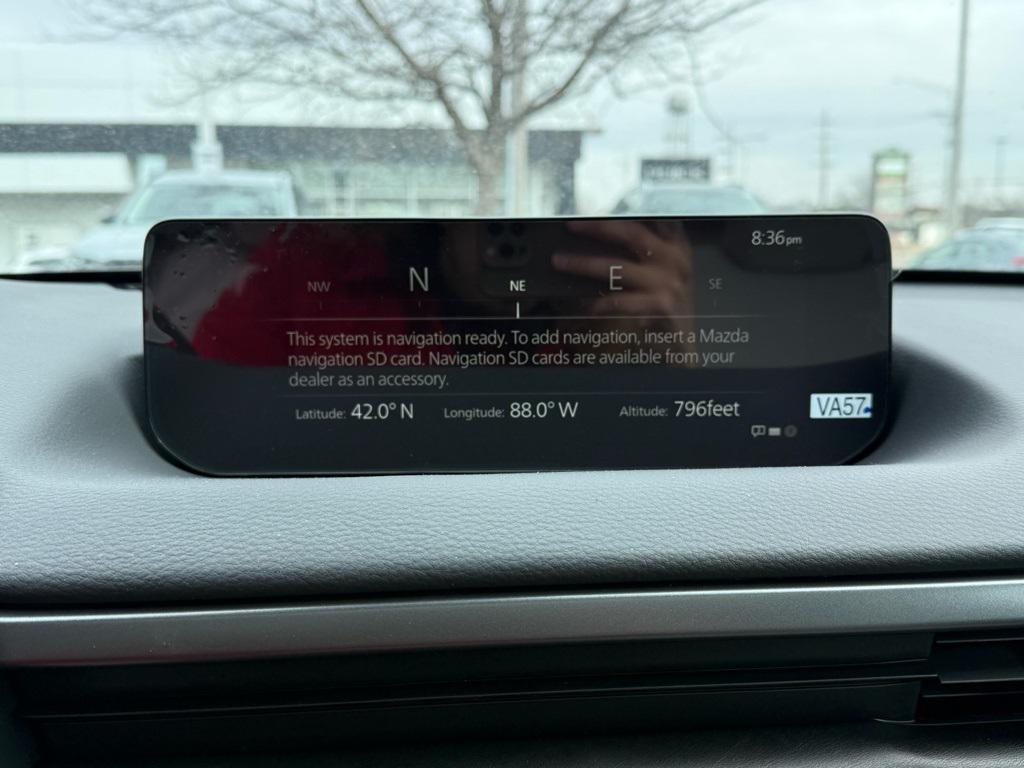 8:36pm
NW N NE E SE
This system is navigation ready. To add navigation, insert a Mazda
navigation SD card. Navigation SD cards are available from your
dealer as an accessory.
Latitude: 42.0° N Longitude: 88.0° W Altitude: 796feet
VA57